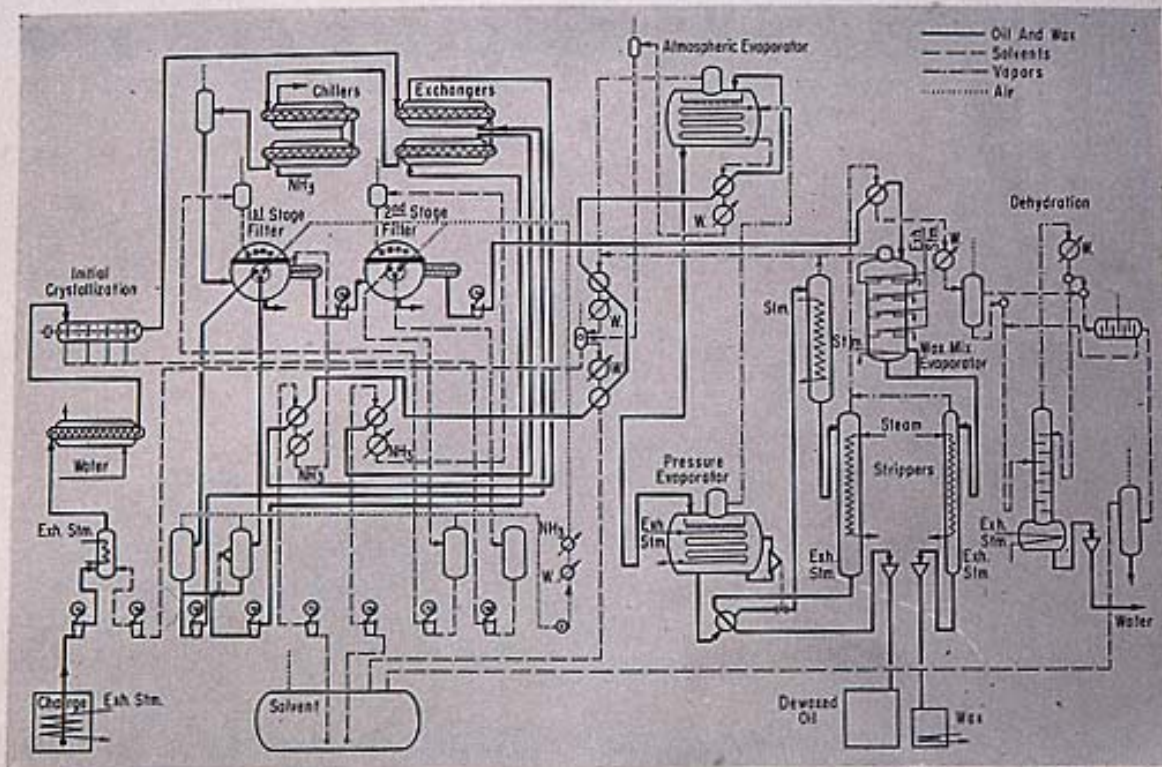 Atmospheric Evaporator
Oil And Wax
Solvents
Vapors
Air
Chillers
Exchangers
NH3
1st Stage
Filter
2nd Stage
Filter
Initial
Crystallization
W.
W.
Dehydration
W.
Exh.
Stm.
W.
Stm.
Stm.
Wax Mix.
Evaporator
W.
Water
NH3
NH3
Pressure
Evaporator
Steam
Strippers
Exh. Stm.
Exh.
Stm.
NH3
W.
Exh.
Stm.
Exh.
Stm.
Exh.
Stm.
Water
Charge
Exh. Stm.
Solvent
Dewaxed
Oil
Wax